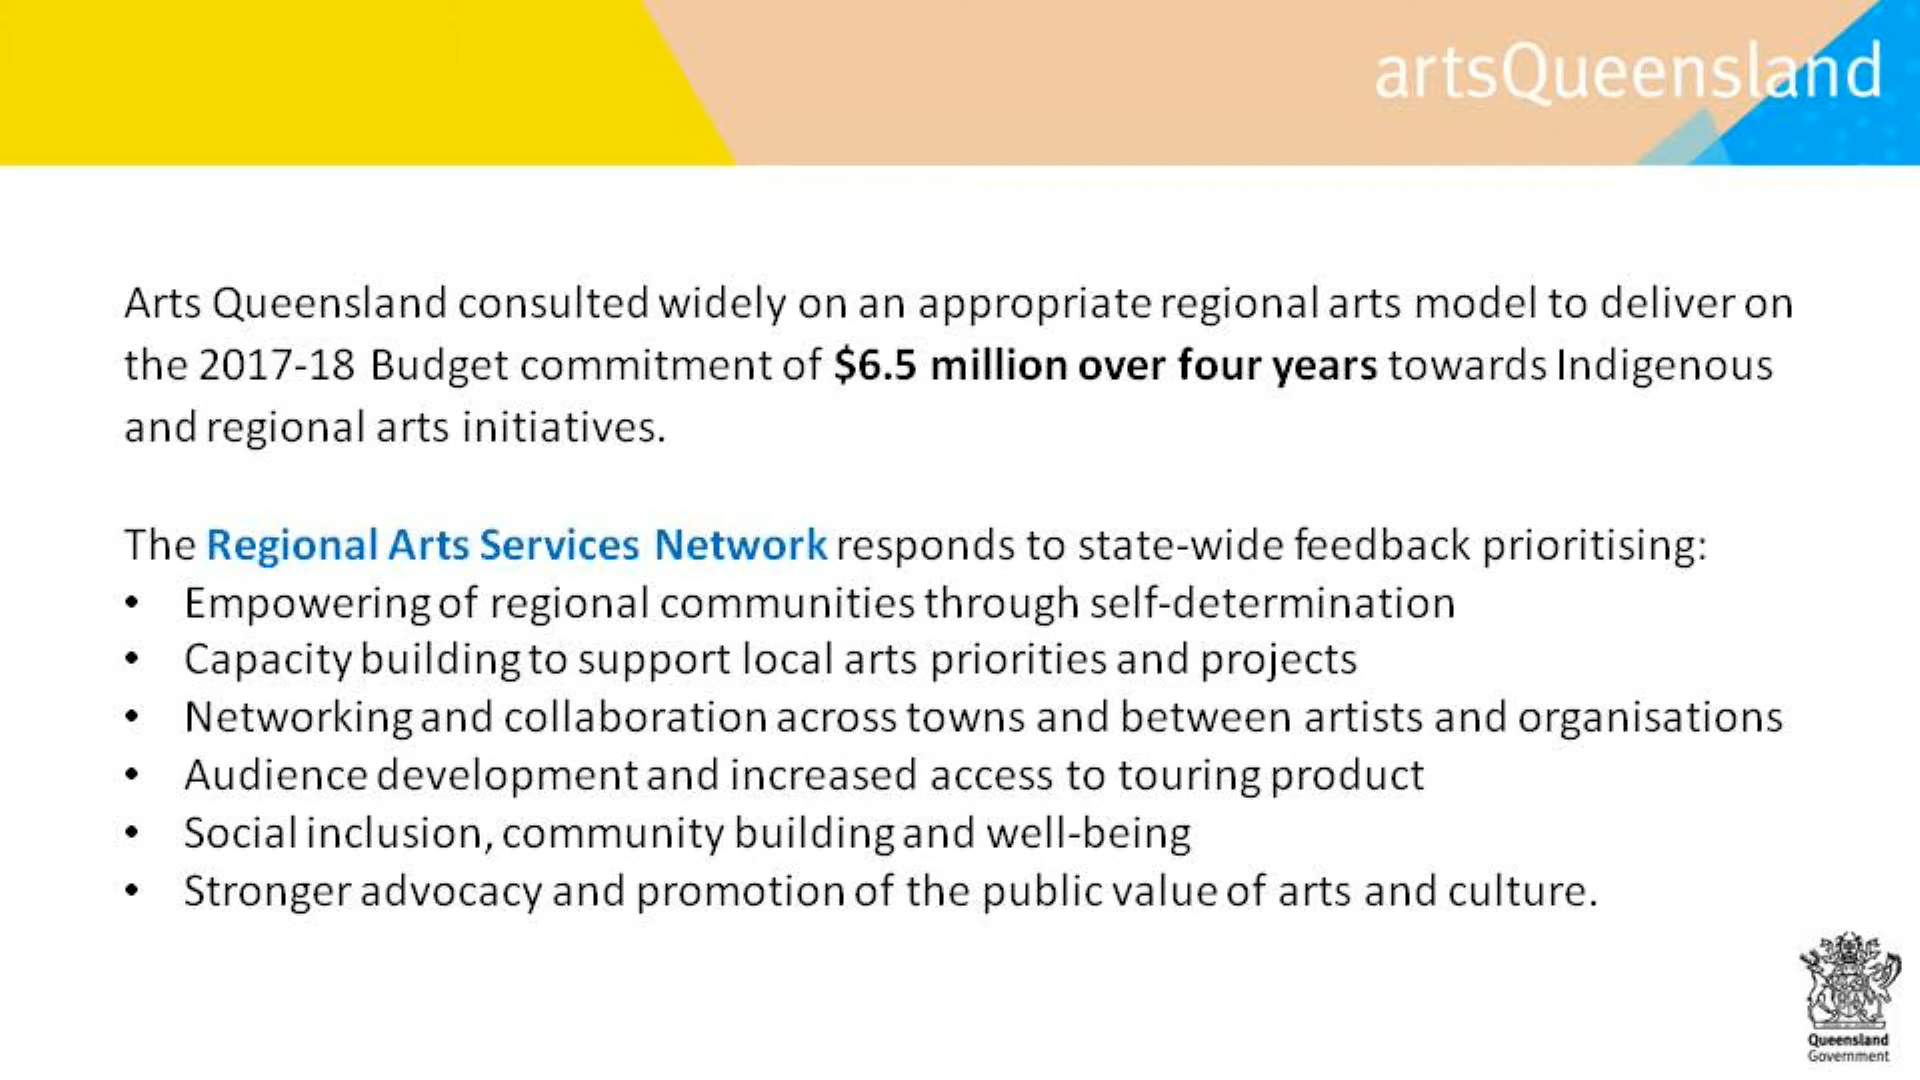 artsQueensland
Arts Queensland consulted widely on an appropriate regional arts model to deliver on
the 2017-18 Budget commitment of $6.5 million over four years towards Indigenous
and regional arts initiatives.
The Regional Arts Services Network responds to state-wide feedback prioritising:
• Empowering of regional communities through self-determination
• Capacity building to support local arts priorities and projects
• Networking and collaboration across towns and between artists and organisations
• Audience development and increased access to touring product
• Social inclusion, community building and well-being
• Stronger advocacy and promotion of the public value of arts and culture.
Queensland
Government